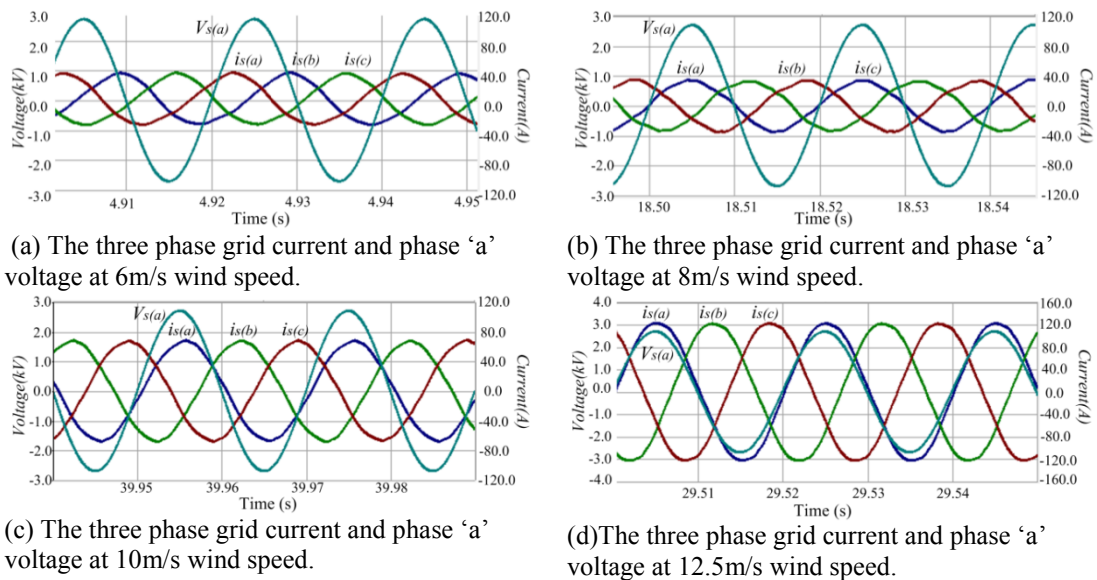 3.0
2.0
1.0
0.0
-1.0
-2.0
-3.0
Voltage(kV)
Vs(a)
is(a)
is(b)
is(c)
120.0
80.0
40.0
0.0
-40.0
-80.0
-120.0
Current(A)
4.91
4.92
4.93
4.94
4.95
Time (s)
(a) The three phase grid current and phase ‘a’
voltage at 6m/s wind speed.
3.0
2.0
1.0
0.0
-1.0
-2.0
-3.0
Voltage(kV)
Vs(a)
is(a)
is(b)
is(c)
120.0
80.0
40.0
0.0
-40.0
-80.0
-120.0
Current(A)
18.50
18.51
18.52
18.53
18.54
Time (s)
(b) The three phase grid current and phase ‘a’
voltage at 8m/s wind speed.
3.0
2.0
1.0
0.0
-1.0
-2.0
-3.0
Voltage(kV)
Vs(a)
is(a)
is(b)
is(c)
120.0
80.0
40.0
0.0
-40.0
-80.0
-120.0
Current(A)
39.95
39.96
39.97
39.98
Time (s)
(c) The three phase grid current and phase ‘a’
voltage at 10m/s wind speed.
4.0
3.0
2.0
1.0
0.0
-1.0
-2.0
-3.0
-4.0
Voltage(kV)
is(a)
is(b)
is(c)
Vs(a)
160.0
120.0
80.0
40.0
0.0
-40.0
-80.0
-120.0
-160.0
Current(A)
29.51
29.52
29.53
29.54
Time (s)
(d)The three phase grid current and phase ‘a’
voltage at 12.5m/s wind speed.